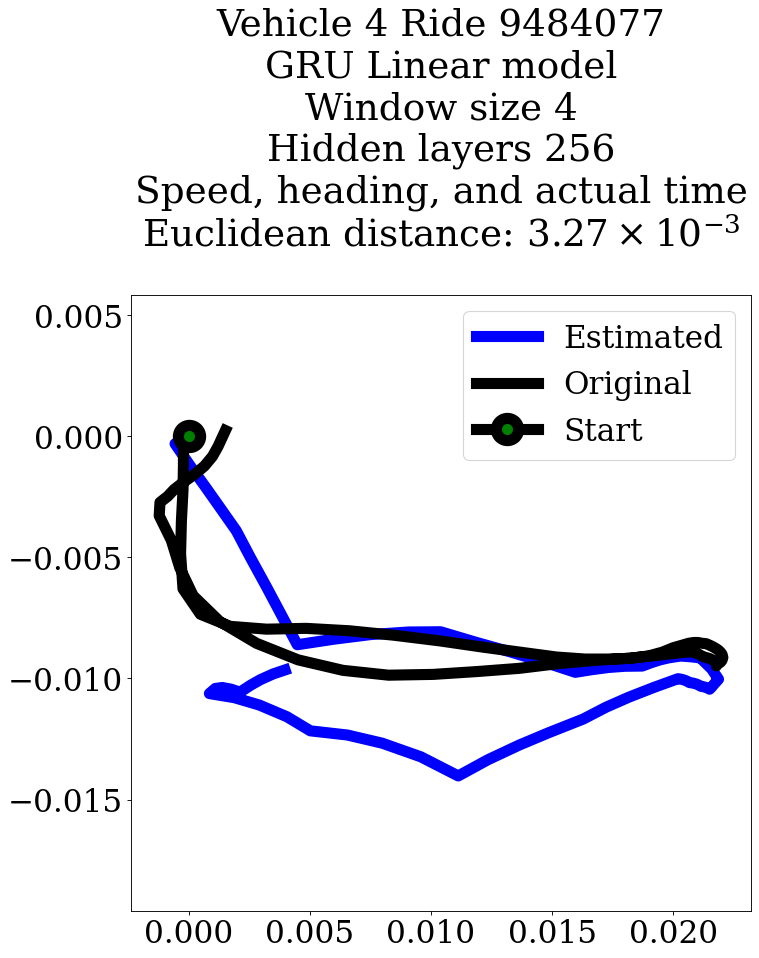 Vehicle 4 Ride 9484077
GRU Linear model
Window size 4
Hidden layers 256
Speed, heading, and actual time
Euclidean distance: 3.27 × 10⁻³
Estimated
Original
Start
0.005
0.000
−0.005
−0.010
−0.015
0.000 0.005 0.010 0.015 0.020